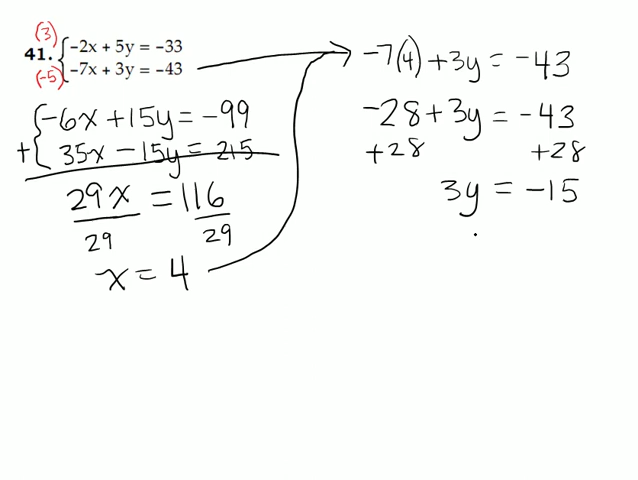 (3)
41. -2x + 5y = -33
(-5) -7x + 3y = -43
-6x + 15y = -99
+ 35x - 15y = 215
29x = 116
29 29
x = 4
-7(4) + 3y = -43
-28 + 3y = -43
+28 +28
3y = -15